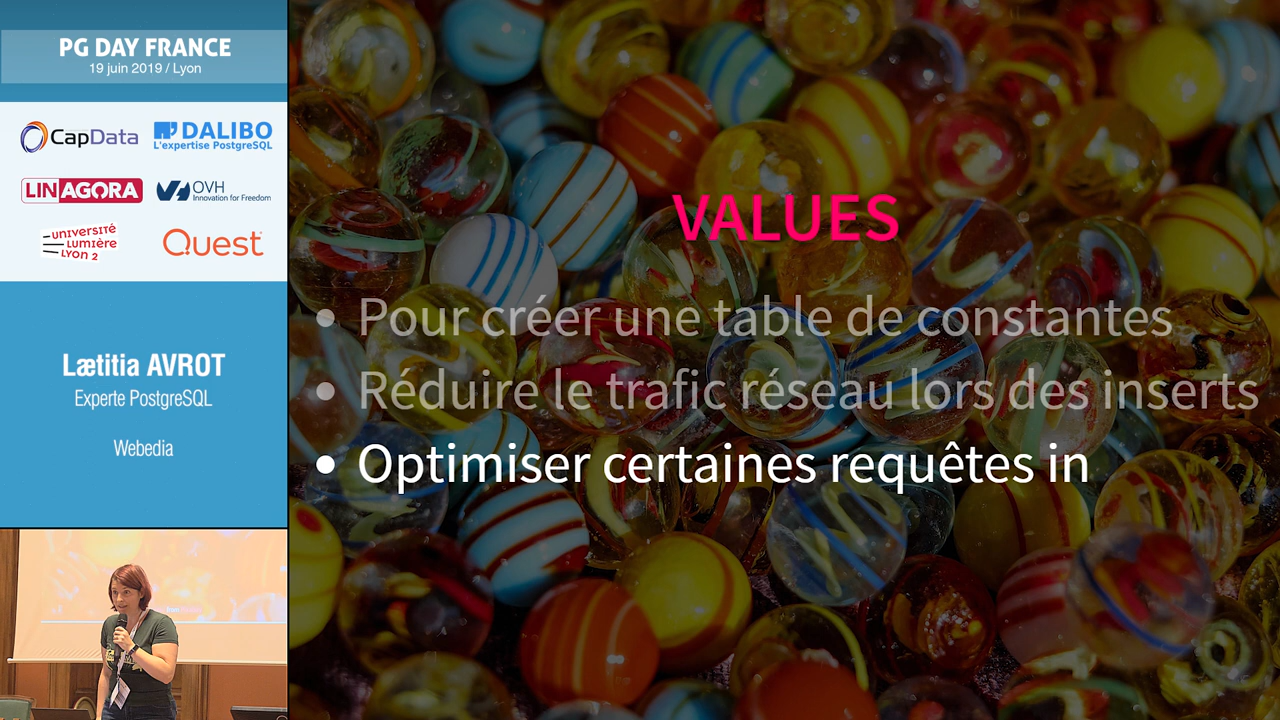 PG DAY FRANCE
19 juin 2019 / Lyon
CapData
DALIBO
L'expertise PostgreSQL
LINAGORA
OVH
Innovation for Freedom
UNIVERSITÉ
LUMIÈRE
LYON 2
Quest
Lætitia AVROT
Experte PostgreSQL
Webedia
VALUES
• Pour créer une table de constantes
• Réduire le trafic réseau lors des inserts
• Optimiser certaines requêtes in